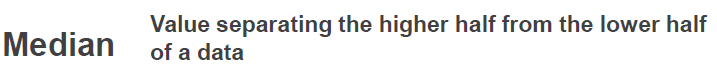 Median
Value separating the higher half from the lower half
of a data